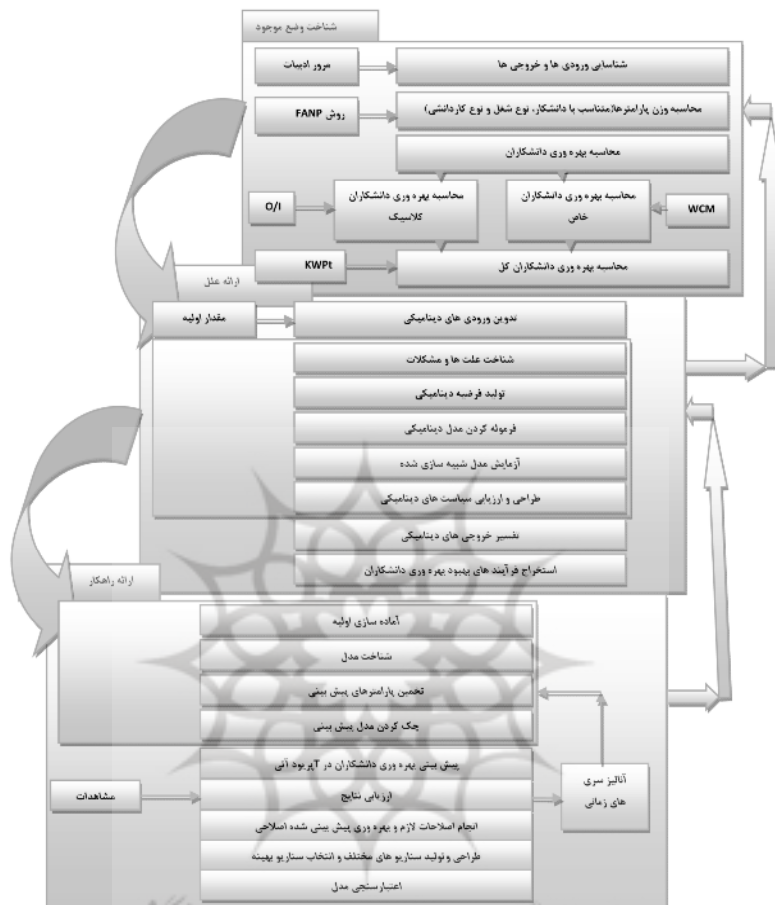 شناخت وضع موجود
شناسایی ورودی ها و خروجی ها
مرور ادبیات
محاسبه وزن پارامترها(متناسب با دانشکار، نوع شغل و نوع کاردانشی)
روش FANP
محاسبه بهره وری دانشکاران
WCM
محاسبه بهره وری دانشکاران
خاص
محاسبه بهره وری دانشکاران
کلاسیک
O/I
محاسبه بهره وری دانشکاران کل
KWPt
ارائه علل
مقدار اولیه
تدوین ورودی های دینامیکی
شناخت علت ها و مشکلات
تولید فرضیه دینامیکی
فرموله کردن مدل دینامیکی
آزمایش مدل شبیه سازی شده
طراحی و ارزیابی سیاست های دینامیکی
تفسیر خروجی های دینامیکی
استخراج فرآیند های بهبود بهره وری دانشکاران
ارائه راهکار
آماده سازی اولیه
شناخت مدل
تخمین پارامترهای پیش بینی
چک کردن مدل پیش بینی
پیش بینی بهره وری دانشکاران در Tپریود آتی
آنالیز سری
های زمانی
ارزیابی نتایج
مشاهدات
انجام اصلاحات لازم و بهره وری پیش بینی شده اصلاحی
طراحی و تولید سناریو های مختلف و انتخاب سناریو بهینه
اعتبارسنجی مدل